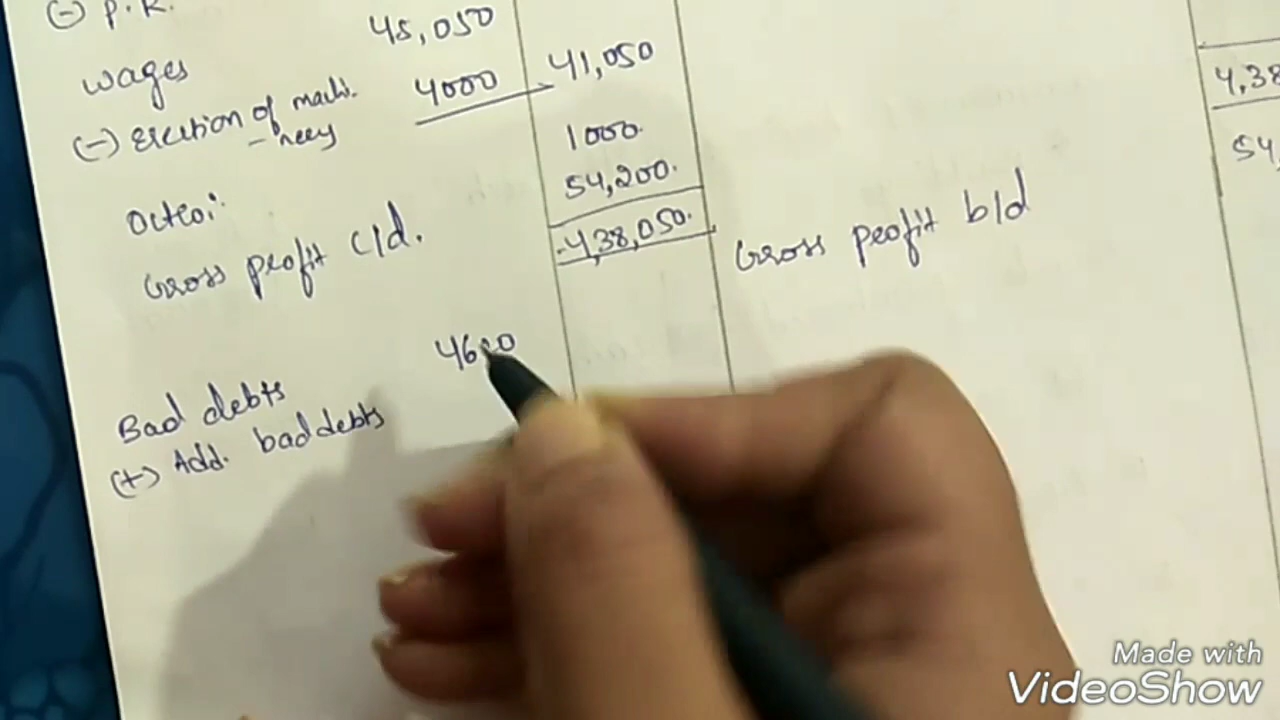 (-) P.R.
Wages 45,050
(-) Erection of machi- 4000 41,050
-nery
Octroi 1000
Gross profit c/d. 54,200
4,38,050
4,38
Gross profit b/d 54,
Bad debts
(+) Add. bad debts
Made with
VideoShow